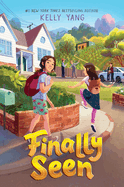 #1 NEW YORK TIMES BESTSELLING AUTHOR
KELLY YANG
Finally
Seen